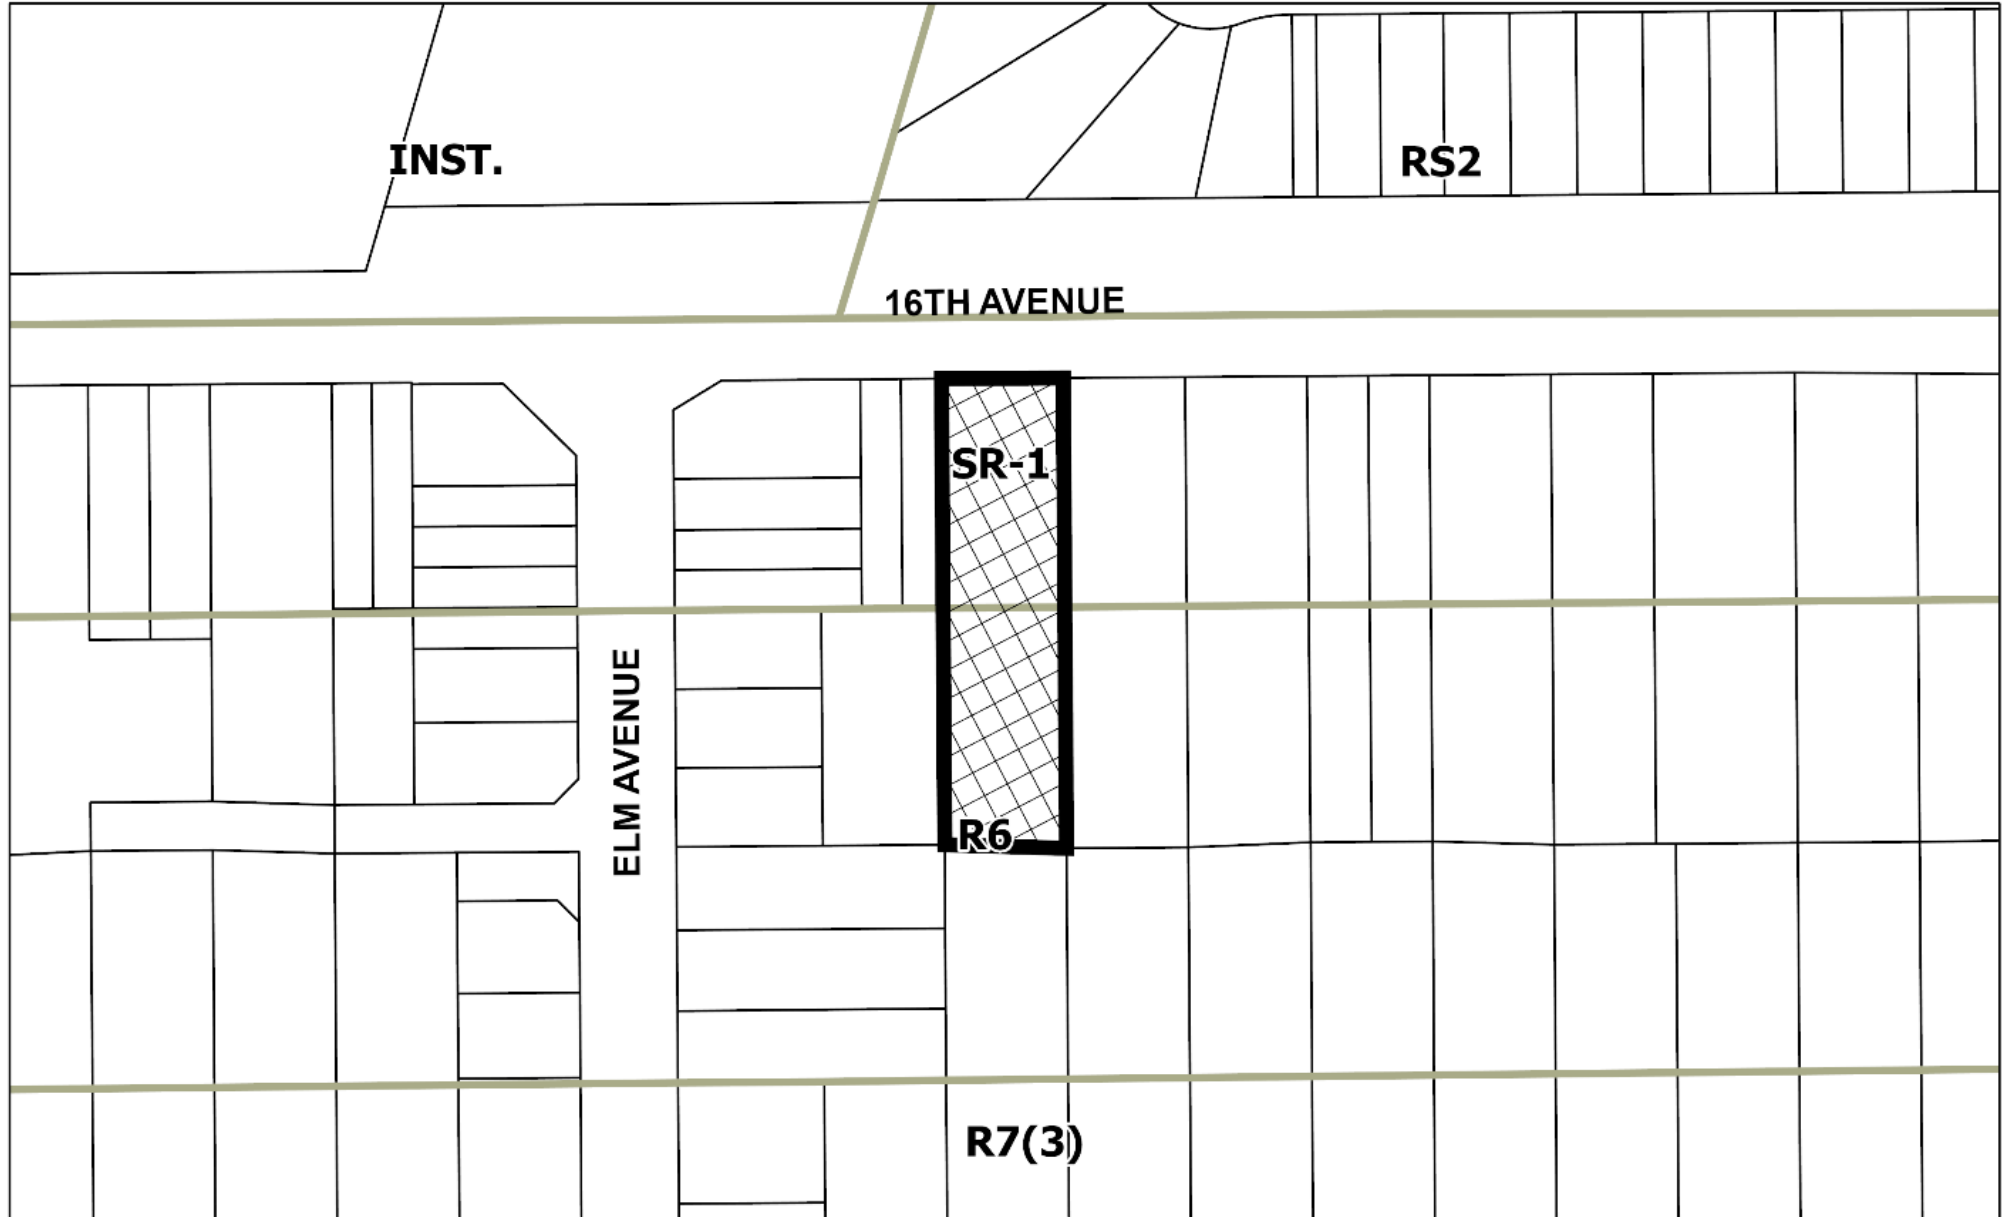 INST.
RS2
16TH AVENUE
SR-1
ELM AVENUE
R6
R7(3)